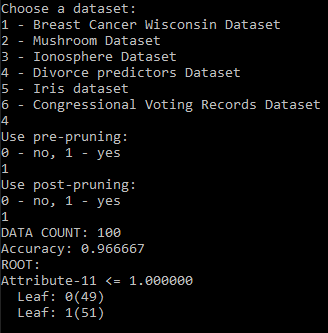 Choose a dataset:
1 - Breast Cancer Wisconsin Dataset
2 - Mushroom Dataset
3 - Ionosphere Dataset
4 - Divorce predictors Dataset
5 - Iris dataset
6 - Congressional Voting Records Dataset
4
Use pre-pruning:
0 - no, 1 - yes
1
Use post-pruning:
0 - no, 1 - yes
1
DATA COUNT: 100
Accuracy: 0.966667
ROOT:
Attribute-11 <= 1.000000
  Leaf: 0(49)
  Leaf: 1(51)